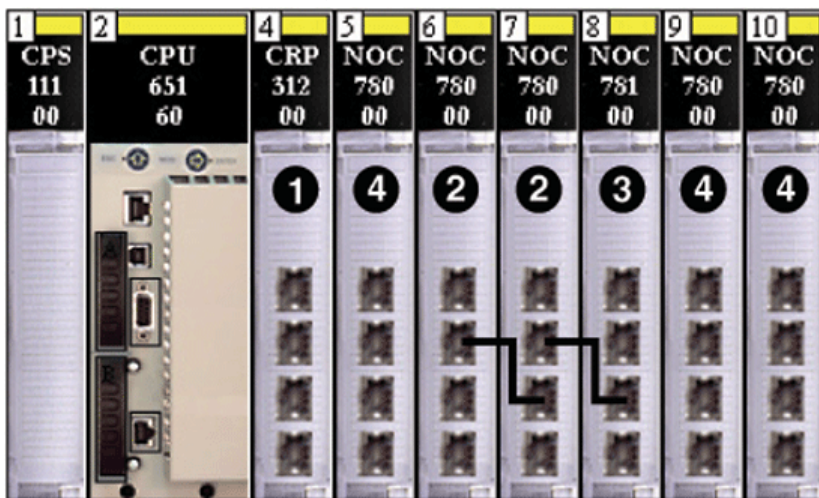 1 2 4 5 6 7 8 9 10
CPS CPU CRP NOC NOC NOC NOC NOC NOC
111 651 312 780 780 780 781 780 780
00 60 00 00 00 00 00 00 00
1 4 2 2 3 4 4
A
B